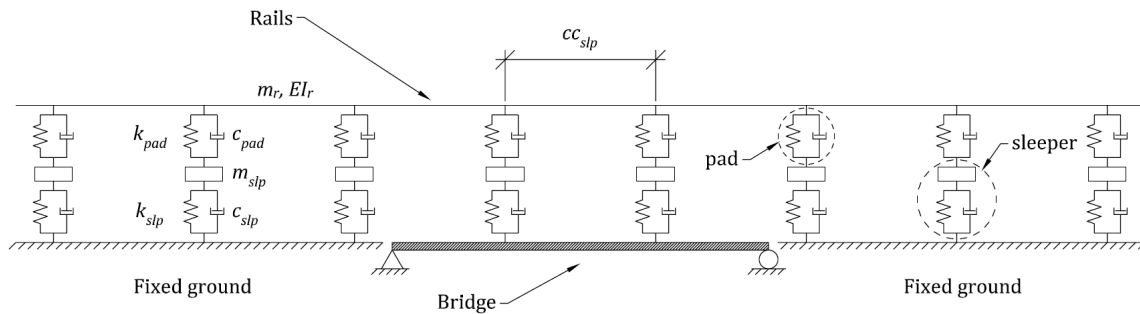 Rails
cc_slp
m_r, EI_r
k_pad
c_pad
m_slp
k_slp
c_slp
pad
sleeper
Fixed ground
Bridge
Fixed ground